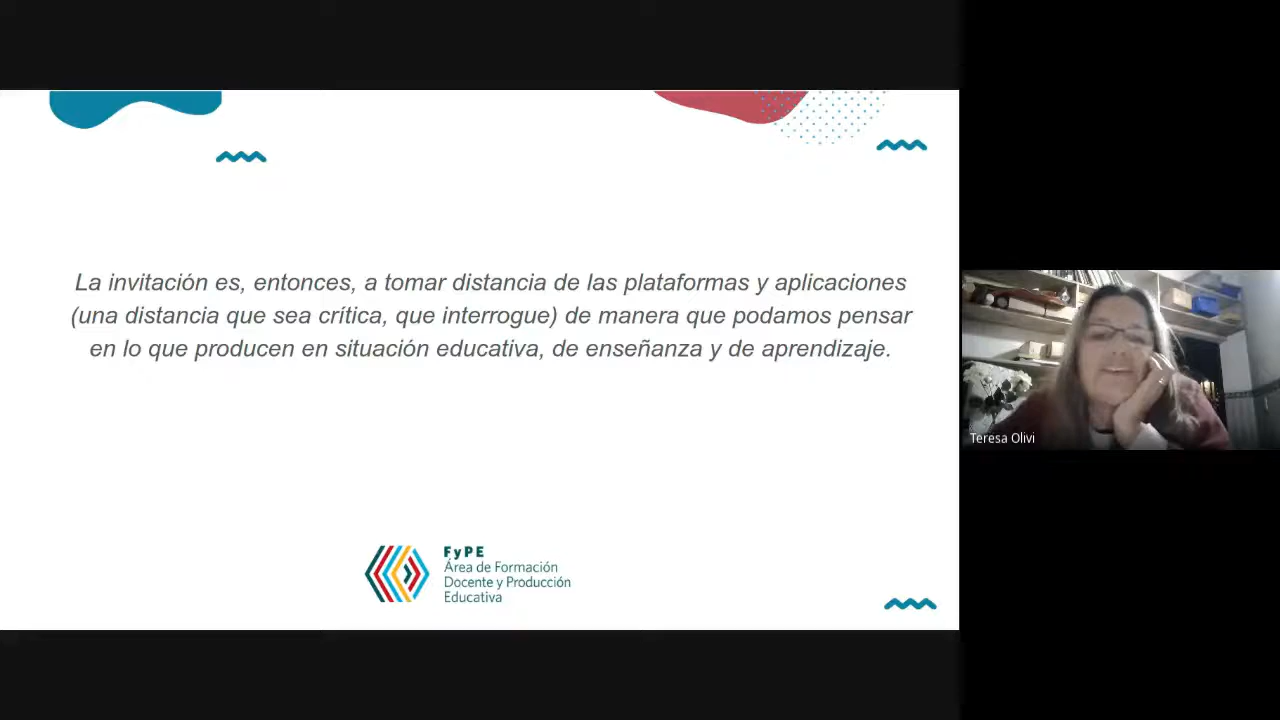 La invitación es, entonces, a tomar distancia de las plataformas y aplicaciones
(una distancia que sea crítica, que interrogue) de manera que podamos pensar
en lo que producen en situación educativa, de enseñanza y de aprendizaje.
FyPE
Área de Formación
Docente y Producción
Educativa
Teresa Olivi